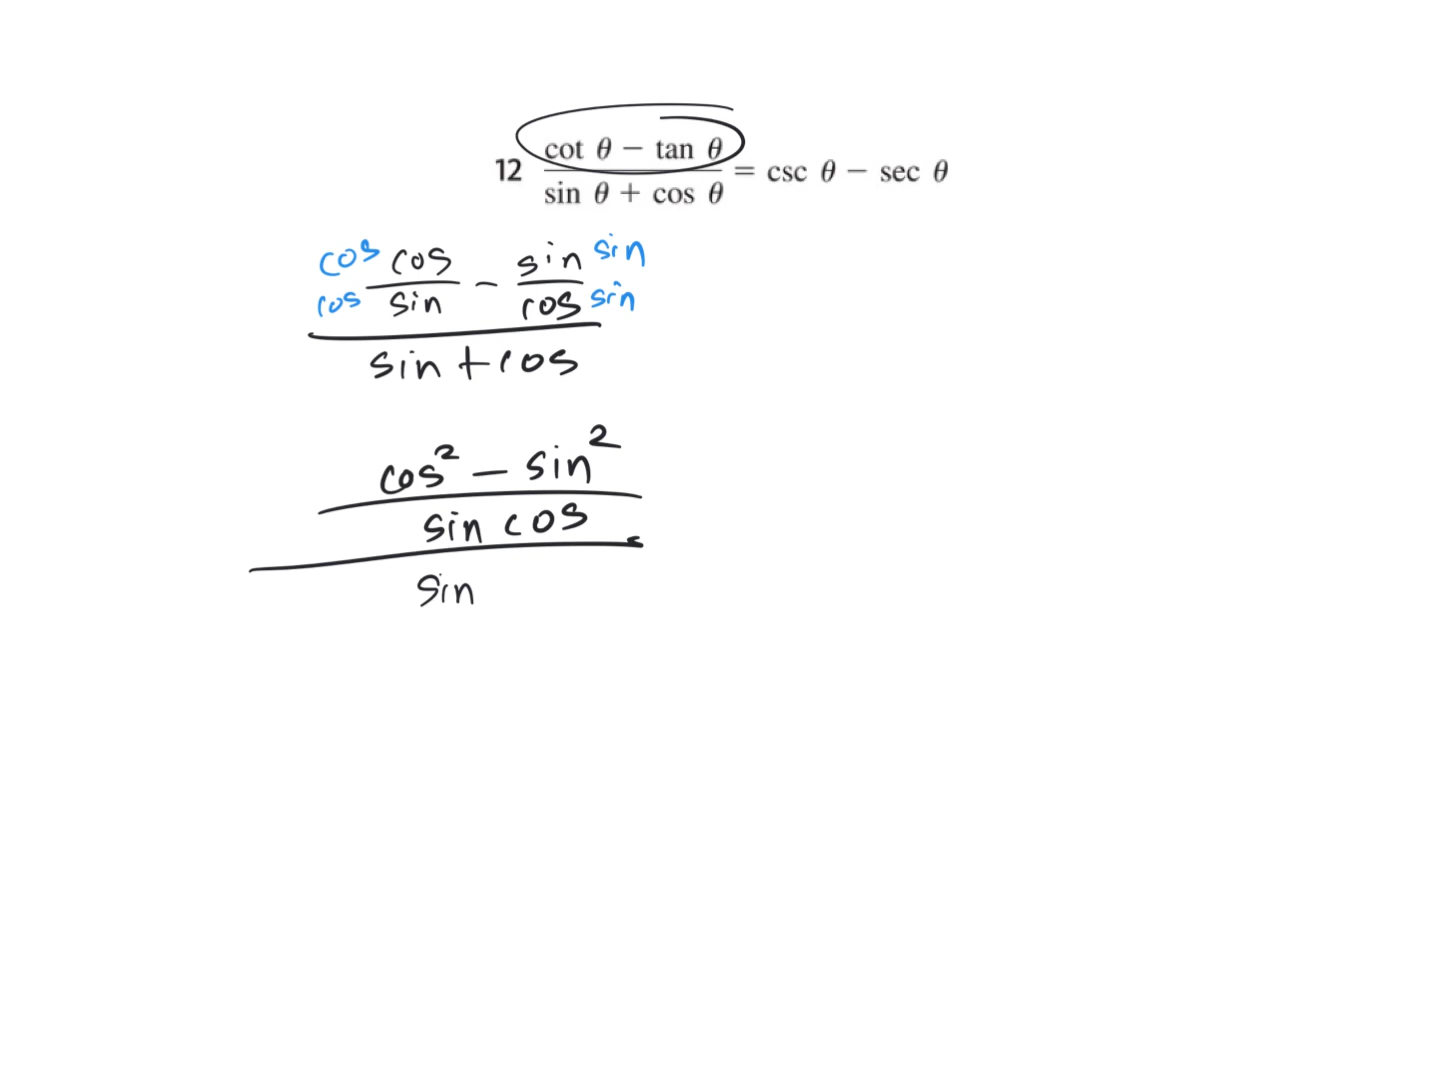 12 cot θ − tan θ / sin θ + cos θ = csc θ − sec θ
cos cos − sin sin
cos sin cos sin
sin + cos
cos² − sin²
sin cos
sin